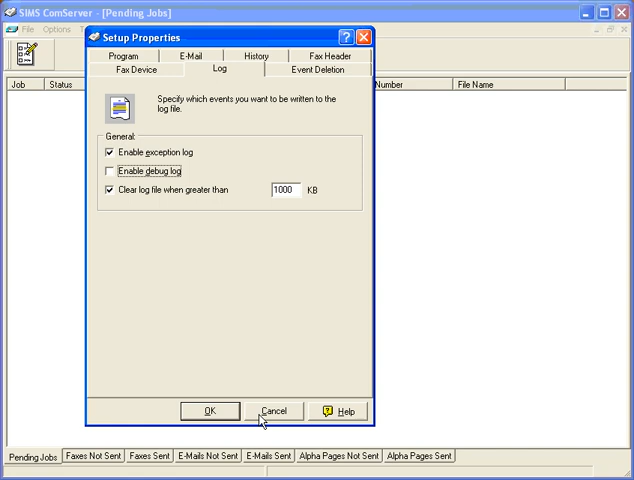 SIMS ComServer - [Pending Jobs]
File Options
Setup Properties
Program E-Mail History Fax Header
Fax Device Log Event Deletion
Job Status Number File Name
Specify which events you want to be written to the
log file.
General:
Enable exception log
Enable debug log
Clear log file when greater than 1000 KB
OK Cancel Help
Pending Jobs Faxes Not Sent Faxes Sent E-Mails Not Sent E-Mails Sent Alpha Pages Not Sent Alpha Pages Sent